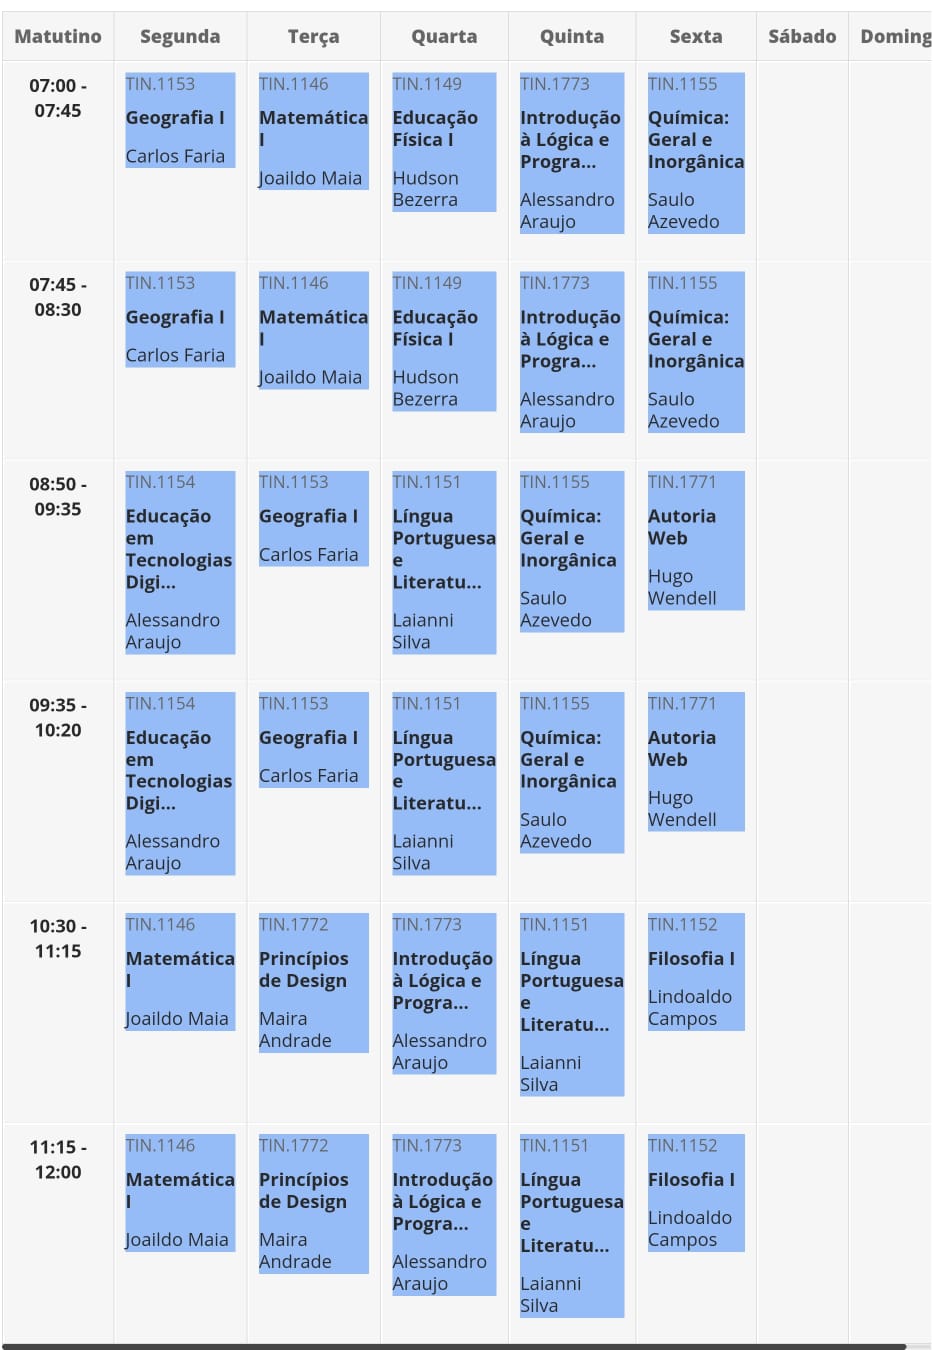 Matutino Segunda Terça Quarta Quinta Sexta Sábado Doming
07:00 -
07:45
TIN.1153
Geografia I
Carlos Faria
TIN.1146
Matemática
I
Joaildo Maia
TIN.1149
Educação
Física I
Hudson
Bezerra
TIN.1773
Introdução
à Lógica e
Progra...
Alessandro
Araujo
TIN.1155
Química:
Geral e
Inorgânica
Saulo
Azevedo
07:45 -
08:30
TIN.1153
Geografia I
Carlos Faria
TIN.1146
Matemática
I
Joaildo Maia
TIN.1149
Educação
Física I
Hudson
Bezerra
TIN.1773
Introdução
à Lógica e
Progra...
Alessandro
Araujo
TIN.1155
Química:
Geral e
Inorgânica
Saulo
Azevedo
08:50 -
09:35
TIN.1154
Educação
em
Tecnologias
Digi...
Alessandro
Araujo
TIN.1153
Geografia I
Carlos Faria
TIN.1151
Língua
Portuguesa
e
Literatu...
Laianni
Silva
TIN.1155
Química:
Geral e
Inorgânica
Saulo
Azevedo
TIN.1771
Autoria
Web
Hugo
Wendell
09:35 -
10:20
TIN.1154
Educação
em
Tecnologias
Digi...
Alessandro
Araujo
TIN.1153
Geografia I
Carlos Faria
TIN.1151
Língua
Portuguesa
e
Literatu...
Laianni
Silva
TIN.1155
Química:
Geral e
Inorgânica
Saulo
Azevedo
TIN.1771
Autoria
Web
Hugo
Wendell
10:30 -
11:15
TIN.1146
Matemática
I
Joaildo Maia
TIN.1772
Princípios
de Design
Maira
Andrade
TIN.1773
Introdução
à Lógica e
Progra...
Alessandro
Araujo
TIN.1151
Língua
Portuguesa
e
Literatu...
Laianni
Silva
TIN.1152
Filosofia I
Lindoaldo
Campos
11:15 -
12:00
TIN.1146
Matemática
I
Joaildo Maia
TIN.1772
Princípios
de Design
Maira
Andrade
TIN.1773
Introdução
à Lógica e
Progra...
Alessandro
Araujo
TIN.1151
Língua
Portuguesa
e
Literatu...
Laianni
Silva
TIN.1152
Filosofia I
Lindoaldo
Campos